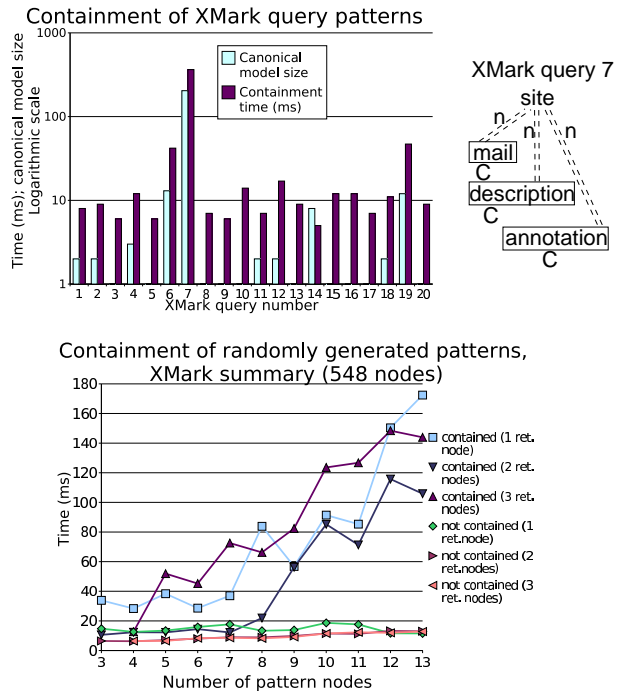 Containment of XMark query patterns
Time (ms); canonical model size
Logarithmic scale
1000
100
10
1
Canonical
model size
Containment
time (ms)
1 2 3 4 5 6 7 8 9 10 11 12 13 14 15 16 17 18 19 20
XMark query number
XMark query 7
site
n
n
n
mail
C
description
C
annotation
C
Containment of randomly generated patterns,
XMark summary (548 nodes)
Time (ms)
180
160
140
120
100
80
60
40
20
0
3 4 5 6 7 8 9 10 11 12 13
Number of pattern nodes
contained (1 ret.
node)
contained (2 ret.
nodes)
contained (3 ret.
nodes)
not contained (1
ret.node)
not contained (2
ret.nodes)
not contained (3
ret. nodes)